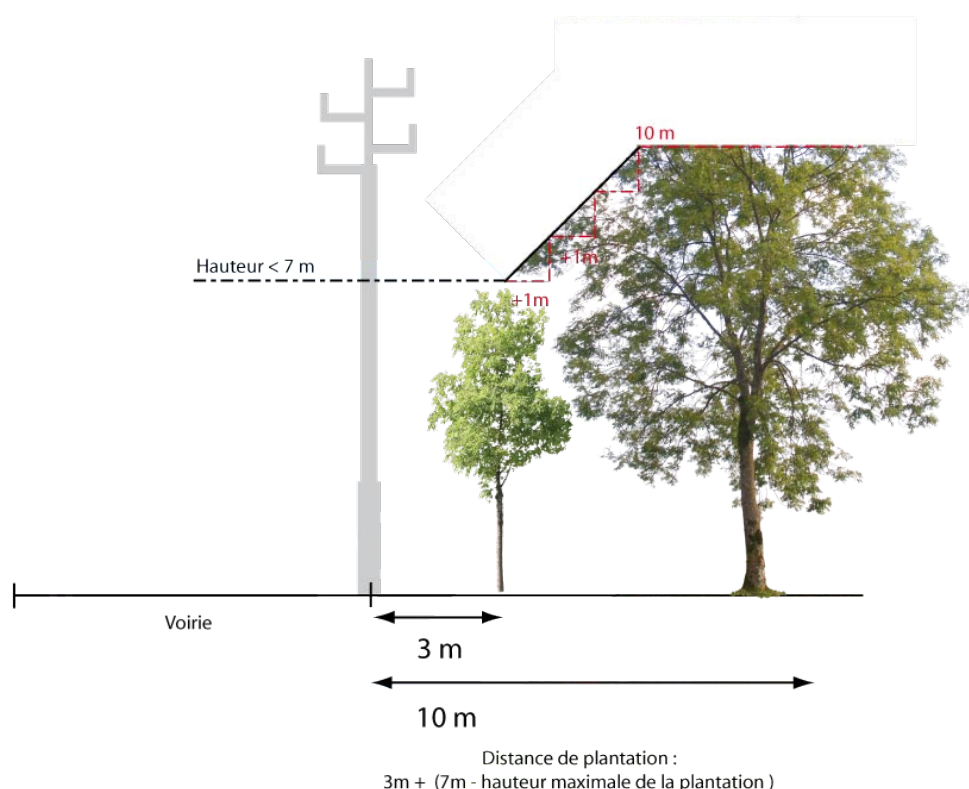 10 m
+1m
Hauteur < 7 m
+1m
Voirie
3 m
10 m
Distance de plantation :
3m + (7m - hauteur maximale de la plantation )